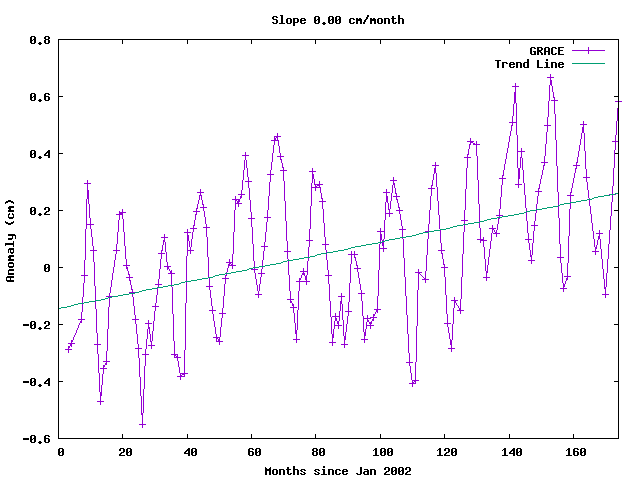 Slope 0.00 cm/month
GRACE
Trend Line
0.8
0.6
0.4
0.2
0
-0.2
-0.4
-0.6
Anomaly (cm)
0 20 40 60 80 100 120 140 160
Months since Jan 2002